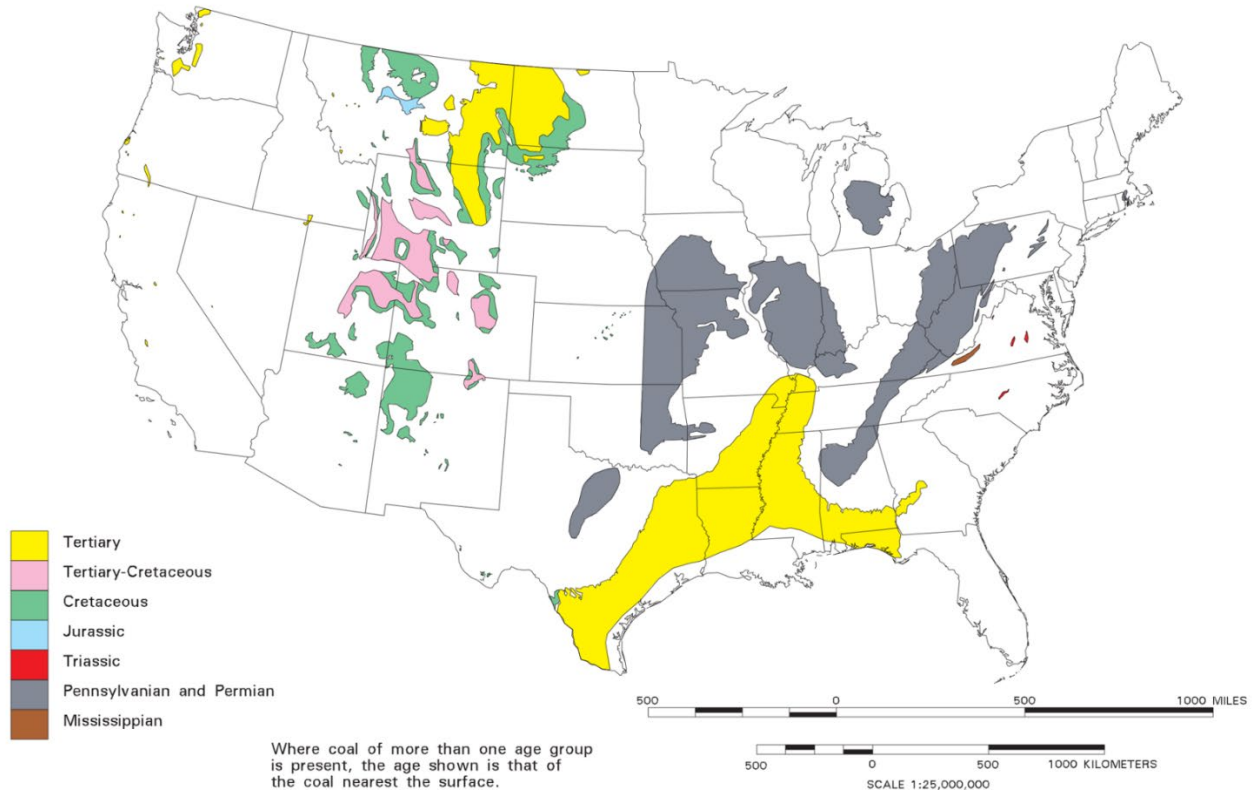 Tertiary
Tertiary-Cretaceous
Cretaceous
Jurassic
Triassic
Pennsylvanian and Permian
Mississippian
500 0 500 1000 MILES
500 0 500 1000 KILOMETERS
SCALE 1:25,000,000
Where coal of more than one age group
is present, the age shown is that of
the coal nearest the surface.